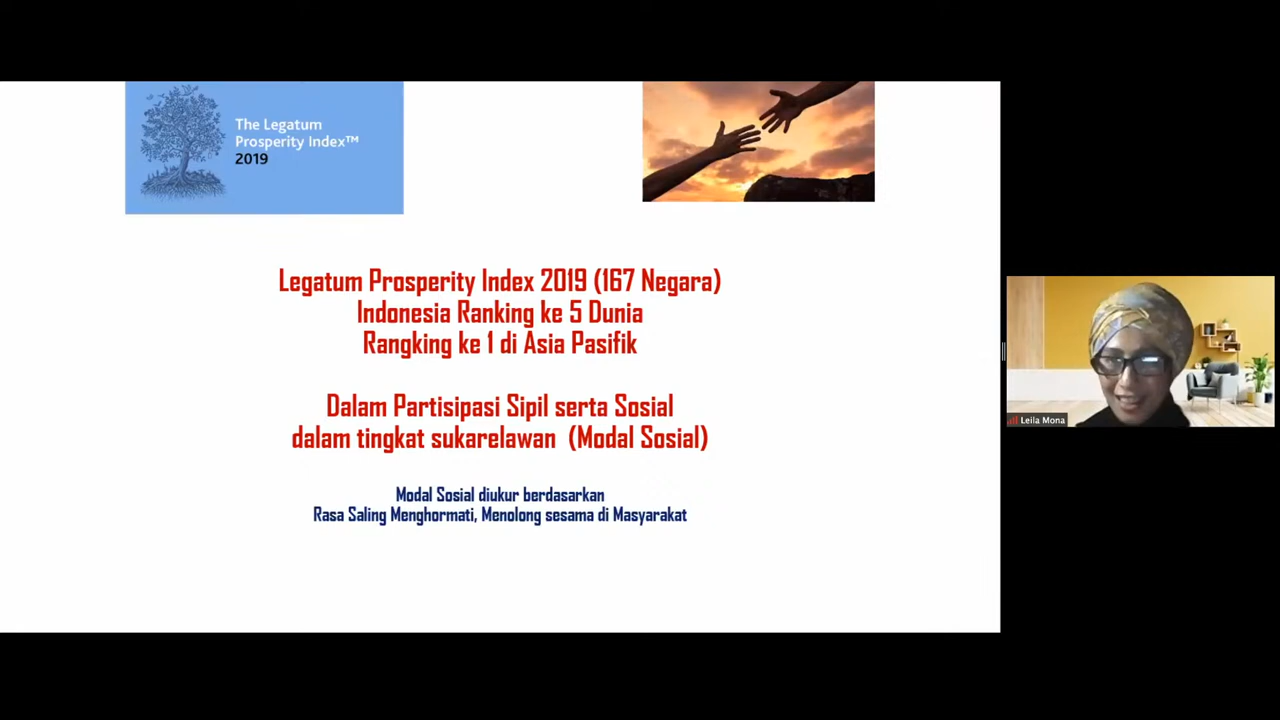 The Legatum
Prosperity Index™
2019
Legatum Prosperity Index 2019 (167 Negara)
Indonesia Ranking ke 5 Dunia
Rangking ke 1 di Asia Pasifik
Dalam Partisipasi Sipil serta Sosial
dalam tingkat sukarelawan (Modal Sosial)
Modal Sosial diukur berdasarkan
Rasa Saling Menghormati, Menolong sesama di Masyarakat
Leila Mona